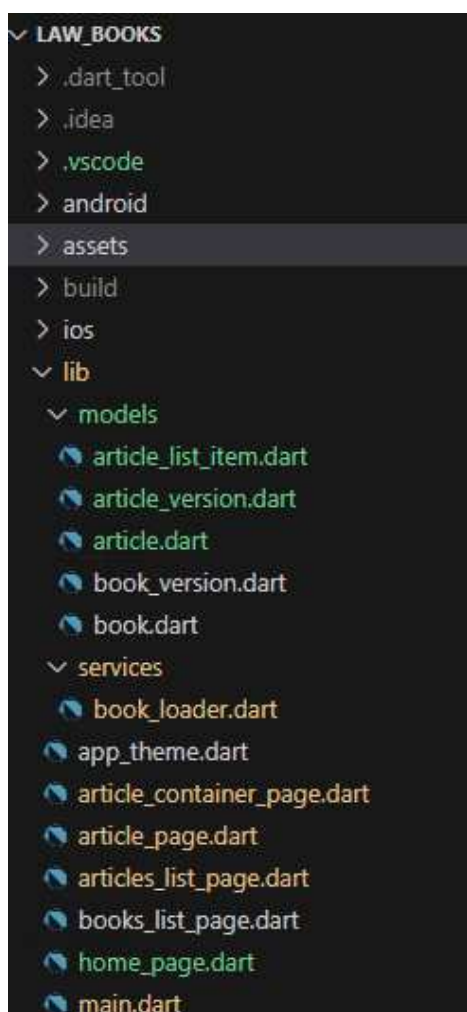 LAW_BOOKS
.dart_tool
.idea
.vscode
android
assets
build
ios
lib
models
article_list_item.dart
article_version.dart
article.dart
book_version.dart
book.dart
services
book_loader.dart
app_theme.dart
article_container_page.dart
article_page.dart
articles_list_page.dart
books_list_page.dart
home_page.dart
main.dart